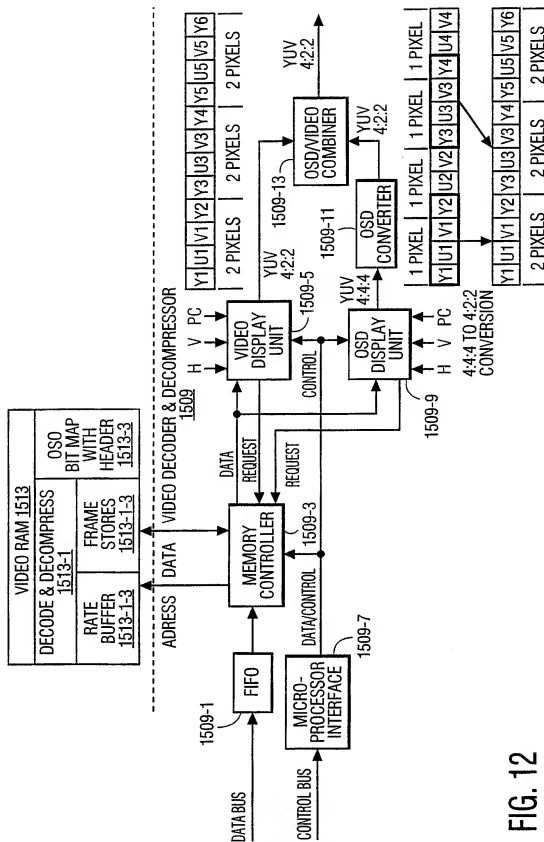 VIDEO RAM 1513
DECODE & DECOMPRESS
1513-1
RATE
BUFFER
1513-1-3
FRAME
STORES
1513-1-3
OSO
BIT MAP
WITH
HEADER
1513-3
ADRESS
DATA
VIDEO DECODER & DECOMPRESSOR
1509
DATA BUS
1509-1
FIFO
MEMORY
CONTROLLER
1509-3
CONTROL BUS
MICRO-
PROCESSOR
INTERFACE
1509-7
DATA/CONTROL
DATA
REQUEST
REQUEST
CONTROL
H
V
PC
VIDEO
DISPLAY
UNIT
1509-5
YUV
4:2:2
OSD
DISPLAY
UNIT
1509-9
H
V
PC
YUV
4:4:4
OSD
CONVERTER
1509-11
YUV
4:2:2
OSD/VIDEO
COMBINER
1509-13
YUV
4:2:2
Y1 U1 V1 Y2 Y3 U3 V3 Y4 Y5 U5 V5 Y6
2 PIXELS 2 PIXELS 2 PIXELS
4:4:4 TO 4:2:2
CONVERSION
1 PIXEL 1 PIXEL 1 PIXEL 1 PIXEL
Y1 U1 V1 Y2 U2 V2 Y3 U3 V3 Y4 U4 V4
Y1 U1 V1 Y2 Y3 U3 V3 Y4 Y5 U5 V5 Y6
2 PIXELS 2 PIXELS 2 PIXELS
FIG. 12